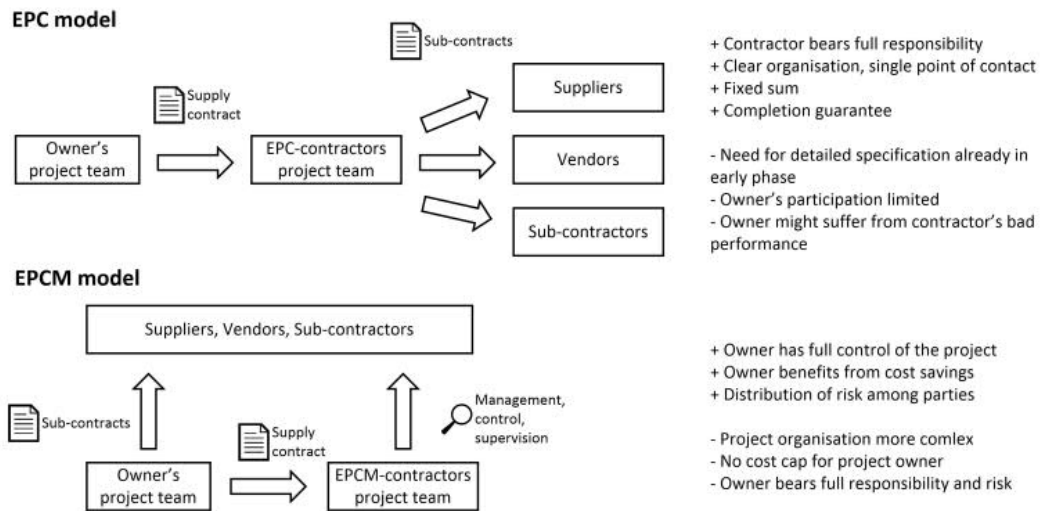 EPC model
Sub-contracts
Supply
contract
Owner's
project team
EPC-contractors
project team
Suppliers
Vendors
Sub-contractors
+ Contractor bears full responsibility
+ Clear organisation, single point of contact
+ Fixed sum
+ Completion guarantee
- Need for detailed specification already in
early phase
- Owner's participation limited
- Owner might suffer from contractor's bad
performance
EPCM model
Suppliers, Vendors, Sub-contractors
Sub-contracts
Supply
contract
Management,
control,
supervision
Owner's
project team
EPCM-contractors
project team
+ Owner has full control of the project
+ Owner benefits from cost savings
+ Distribution of risk among parties
- Project organisation more comlex
- No cost cap for project owner
- Owner bears full responsibility and risk